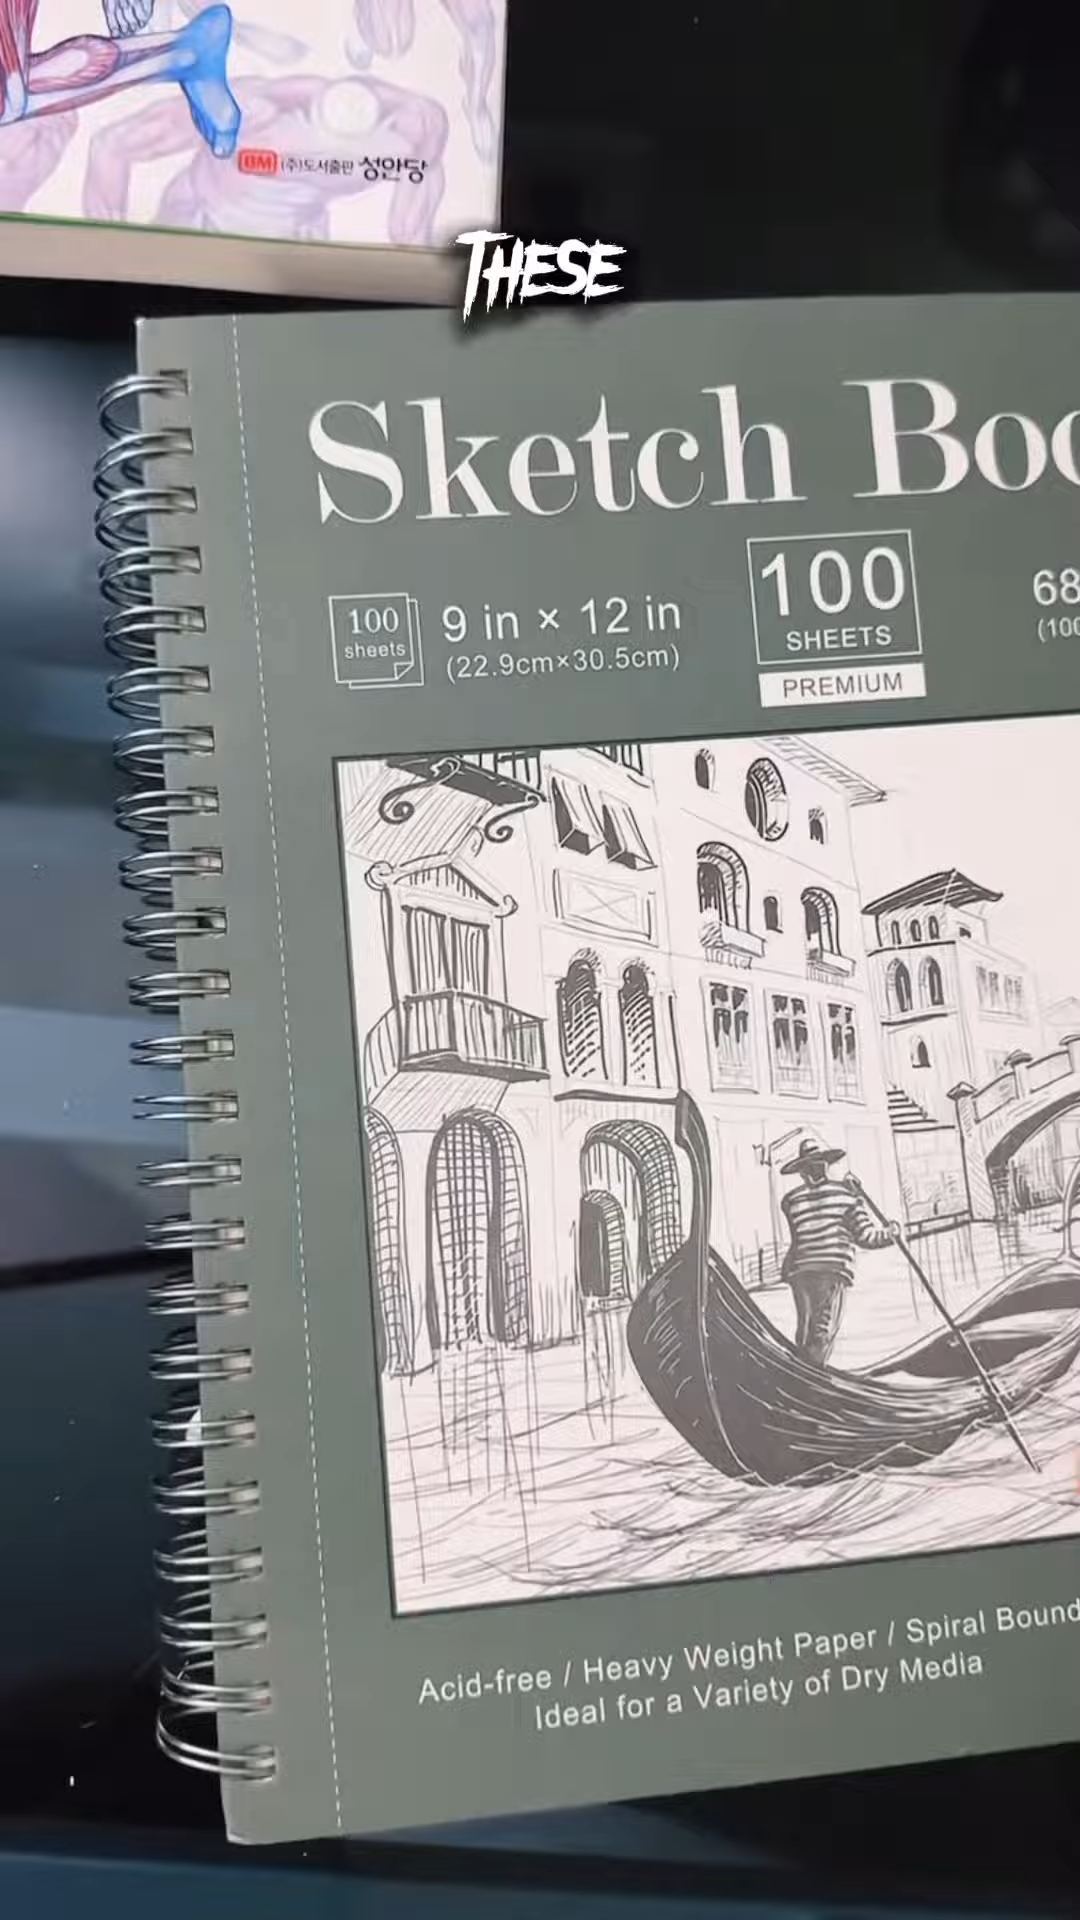 BM (주)도서출판 성안당
THESE
Sketch
100
sheets
9 in × 12 in
(22.9cm×30.5cm)
100
SHEETS
PREMIUM
68
(100
Acid-free / Heavy Weight Paper / Spiral Bound
Ideal for a Variety of Dry Media